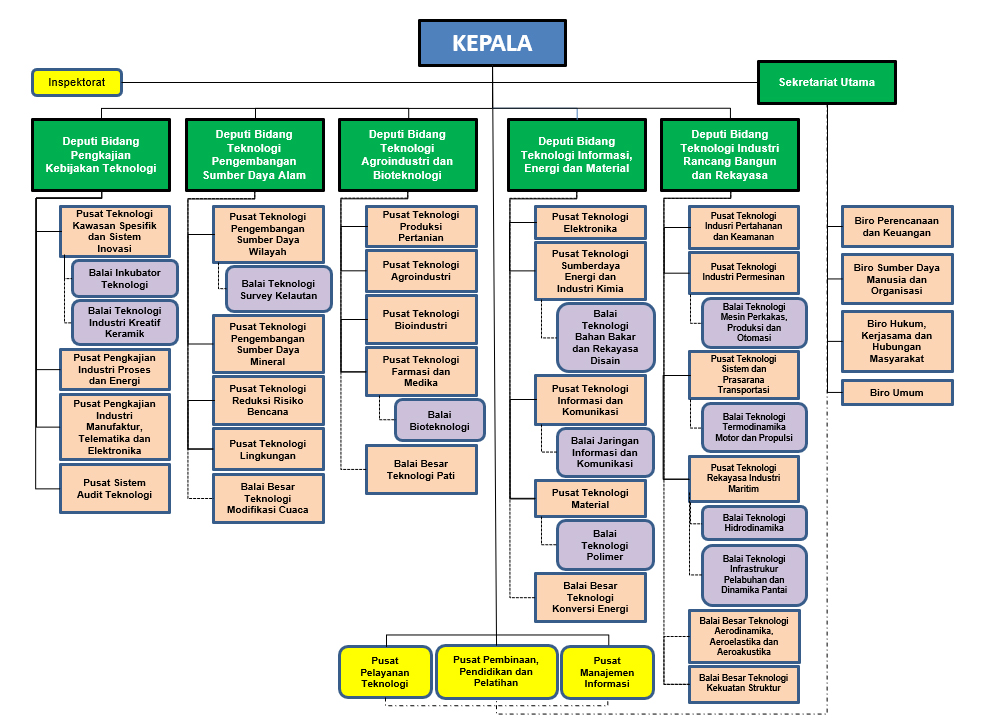 KEPALA
Inspektorat
Sekretariat Utama
Deputi Bidang
Pengkajian
Kebijakan Teknologi
Deputi Bidang
Teknologi
Pengembangan
Sumber Daya Alam
Deputi Bidang
Teknologi
Agroindustri dan
Bioteknologi
Deputi Bidang
Teknologi Informasi,
Energi dan Material
Deputi Bidang
Teknologi Industri
Rancang Bangun
dan Rekayasa
Pusat Teknologi
Kawasan Spesifik
dan Sistem
Inovasi
Balai Inkubator
Teknologi
Balai Teknologi
Industri Kreatif
Keramik
Pusat Pengkajian
Industri Proses
dan Energi
Pusat Pengkajian
Industri
Manufaktur,
Telematika dan
Elektronika
Pusat Sistem
Audit Teknologi
Pusat Teknologi
Pengembangan
Sumber Daya
Wilayah
Balai Teknologi
Survey Kelautan
Pusat Teknologi
Pengembangan
Sumber Daya
Mineral
Pusat Teknologi
Reduksi Risiko
Bencana
Pusat Teknologi
Lingkungan
Balai Besar
Teknologi
Modifikasi Cuaca
Pusat Teknologi
Produksi
Pertanian
Pusat Teknologi
Agroindustri
Pusat Teknologi
Bioindustri
Pusat Teknologi
Farmasi dan
Medika
Balai
Bioteknologi
Balai Besar
Teknologi Pati
Pusat Teknologi
Elektronika
Pusat Teknologi
Sumberdaya
Energi dan
Industri Kimia
Balai
Teknologi
Bahan Bakar
dan Rekayasa
Disain
Pusat Teknologi
Informasi dan
Komunikasi
Balai Jaringan
Informasi dan
Komunikasi
Pusat Teknologi
Material
Balai
Teknologi
Polimer
Balai Besar
Teknologi
Konversi Energi
Pusat Teknologi
Indusri Pertahanan
dan Keamanan
Pusat Teknologi
Industri Permesinan
Balai Teknologi
Mesin Perkakas,
Produksi dan
Otomasi
Pusat Teknologi
Sistem dan
Prasarana
Transportasi
Balai Teknologi
Termodinamika
Motor dan Propulsi
Pusat Teknologi
Rekayasa Industri
Maritim
Balai Teknologi
Hidrodinamika
Balai Teknologi
Infrastrukur
Pelabuhan dan
Dinamika Pantai
Balai Besar Teknologi
Aerodinamika,
Aeroelastika dan
Aeroakustika
Balai Besar Teknologi
Kekuatan Struktur
Biro Perencanaan
dan Keuangan
Biro Sumber Daya
Manusia dan
Organisasi
Biro Hukum,
Kerjasama dan
Hubungan
Masyarakat
Biro Umum
Pusat
Pelayanan
Teknologi
Pusat Pembinaan,
Pendidikan dan
Pelatihan
Pusat
Manajemen
Informasi